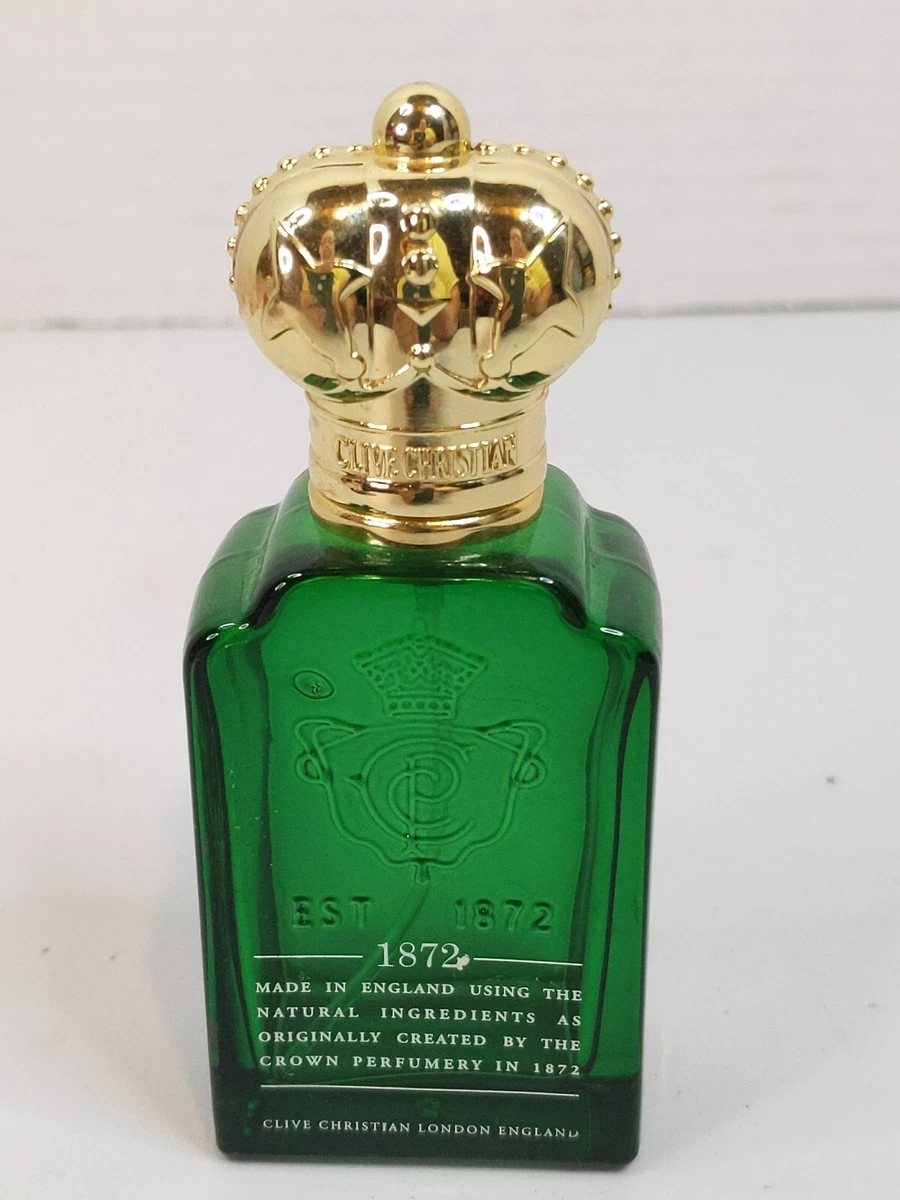 CLIVE CHRISTIAN
EST 1872
1872
MADE IN ENGLAND USING THE
NATURAL INGREDIENTS AS
ORIGINALLY CREATED BY THE
CROWN PERFUMERY IN 1872
CLIVE CHRISTIAN LONDON ENGLAND